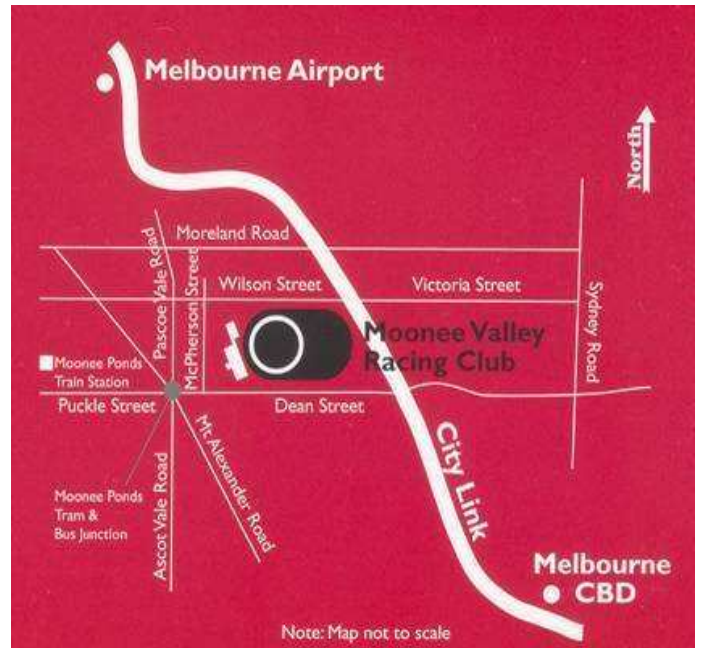 Melbourne Airport
North
Moreland Road
Pascoe Vale Road
McPherson Street
Wilson Street
Victoria Street
Sydney Road
Moonee Valley
Racing Club
Moonee Ponds
Train Station
Puckle Street
Dean Street
Mt Alexander Road
City Link
Moonee Ponds
Tram &
Bus Junction
Ascot Vale Road
Melbourne
CBD
Note: Map not to scale